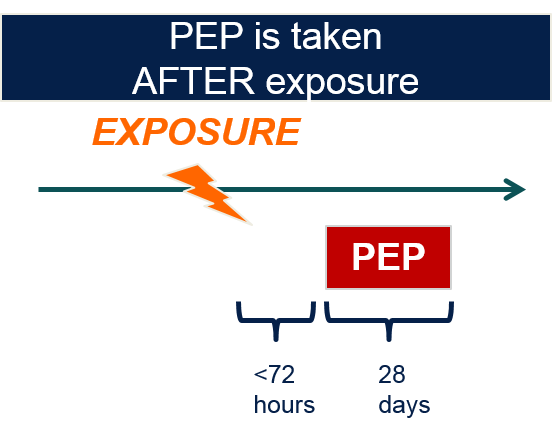 PEP is taken
AFTER exposure
EXPOSURE
PEP
<72
hours
28
days